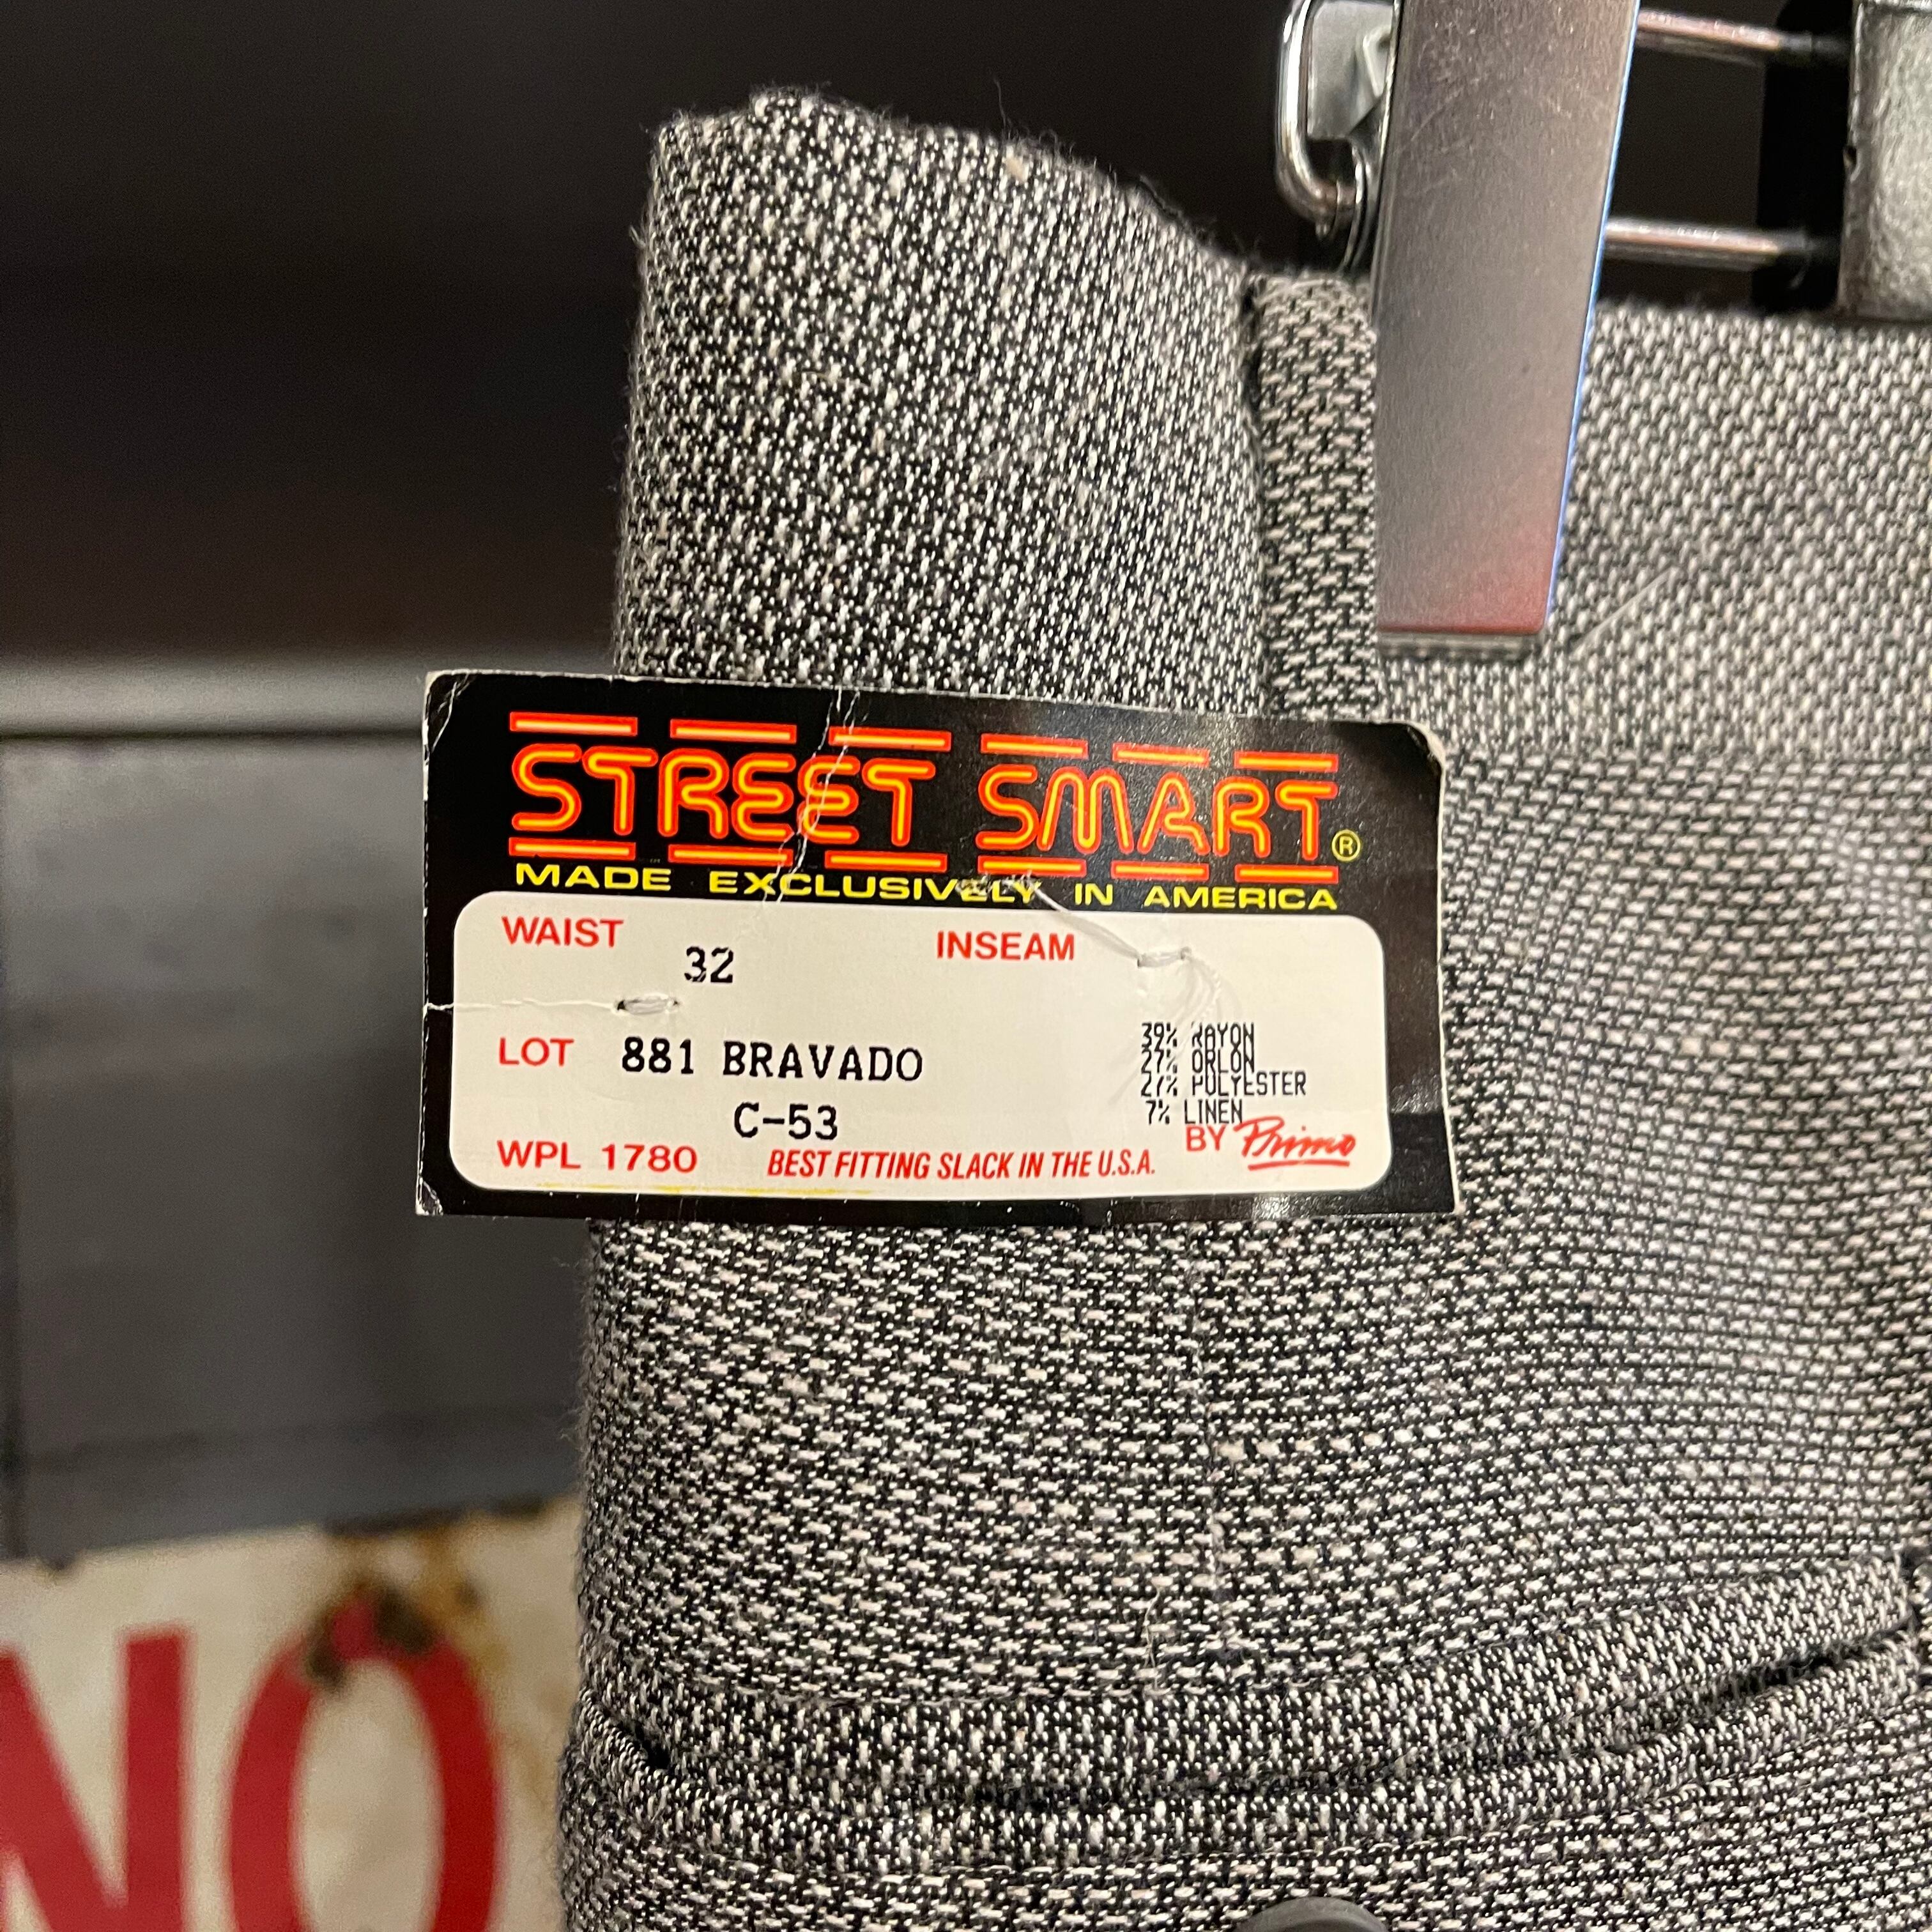 STREET SMART®
MADE EXCLUSIVELY IN AMERICA
WAIST 32 INSEAM
LOT 881 BRAVADO
C-53
39% RAYON
27% ORLON
27% POLYESTER
7% LINEN
WPL 1780 BEST FITTING SLACK IN THE U.S.A. BY Primo
NO